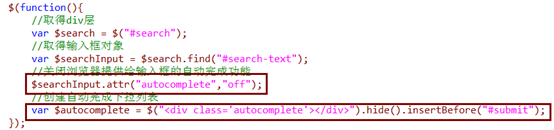 $(function(){
//取得div层
var $search = $("#search");
//取得输入框对象
var $searchInput = $search.find("#search-text");
//关闭浏览器提供给输入框的自动完成功能
$searchInput.attr("autocomplete","off");
//创建自动完成下拉列表
var $autocomplete = $("<div class='autocomplete'></div>").hide().insertBefore("#submit");
});